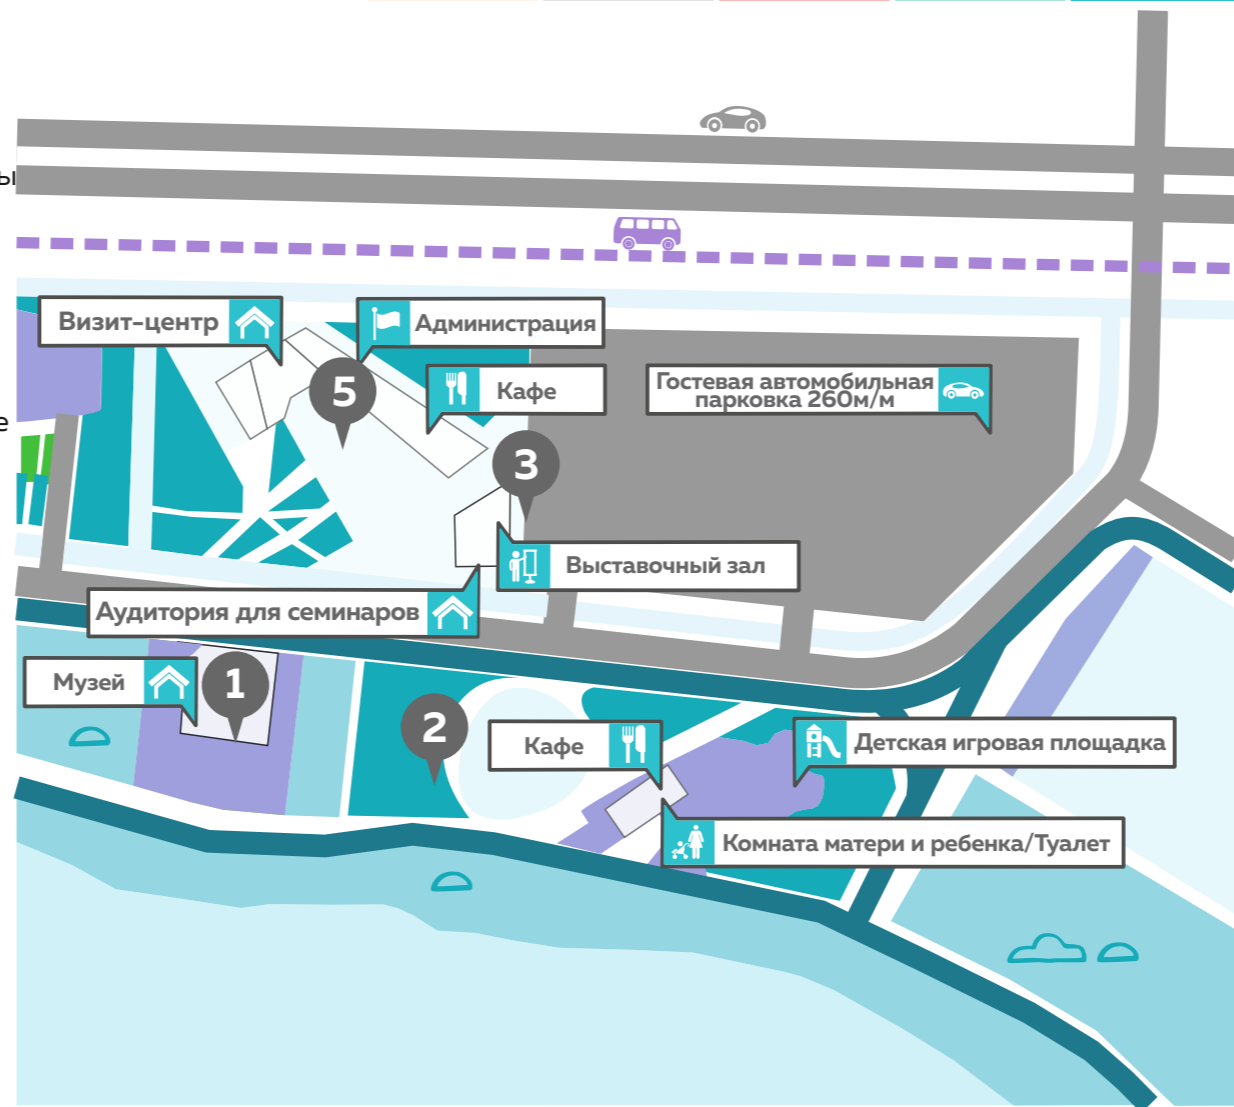 ы
Визит-центр
Администрация
5
Кафе
Гостевая автомобильная
парковка 260м/м
е
3
Выставочный зал
Аудитория для семинаров
Музей
1
2
Кафе
Детская игровая площадка
Комната матери и ребенка/Туалет